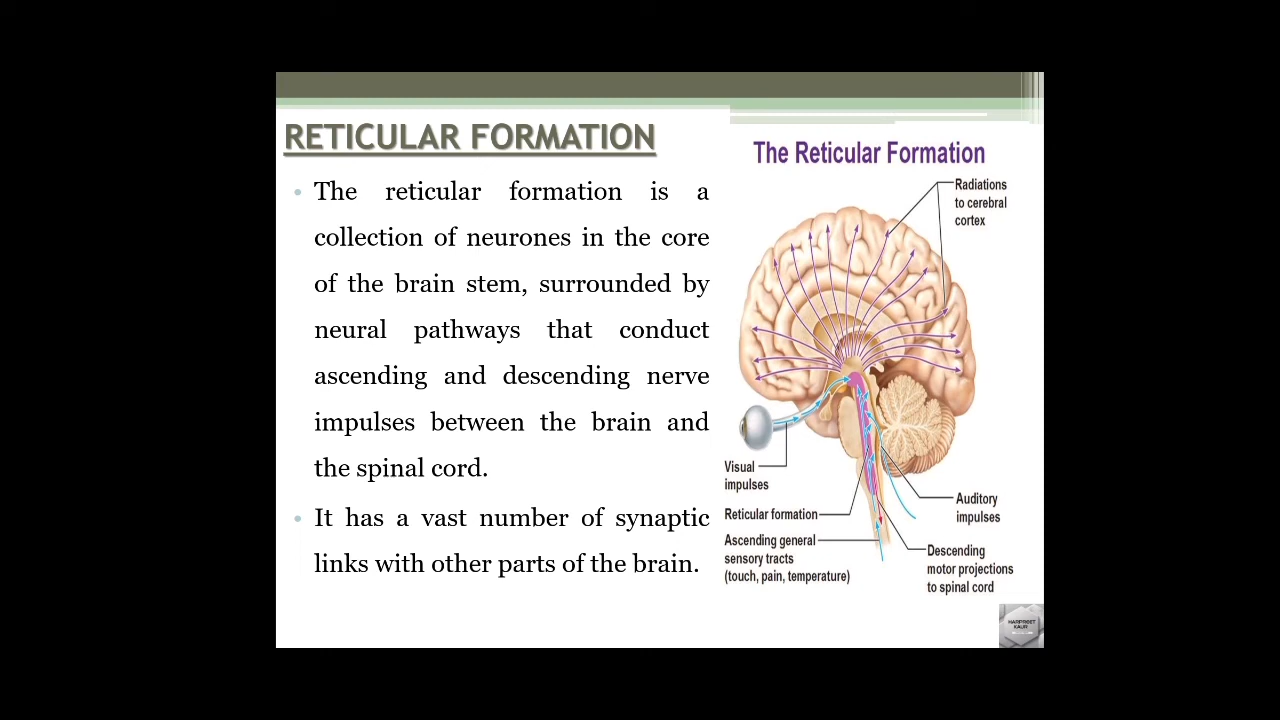 RETICULAR FORMATION
• The reticular formation is a
collection of neurones in the core
of the brain stem, surrounded by
neural pathways that conduct
ascending and descending nerve
impulses between the brain and
the spinal cord.
• It has a vast number of synaptic
links with other parts of the brain.
The Reticular Formation
Radiations
to cerebral
cortex
Visual
impulses
Reticular formation
Ascending general
sensory tracts
(touch, pain, temperature)
Auditory
impulses
Descending
motor projections
to spinal cord
HARPREET
KAUR